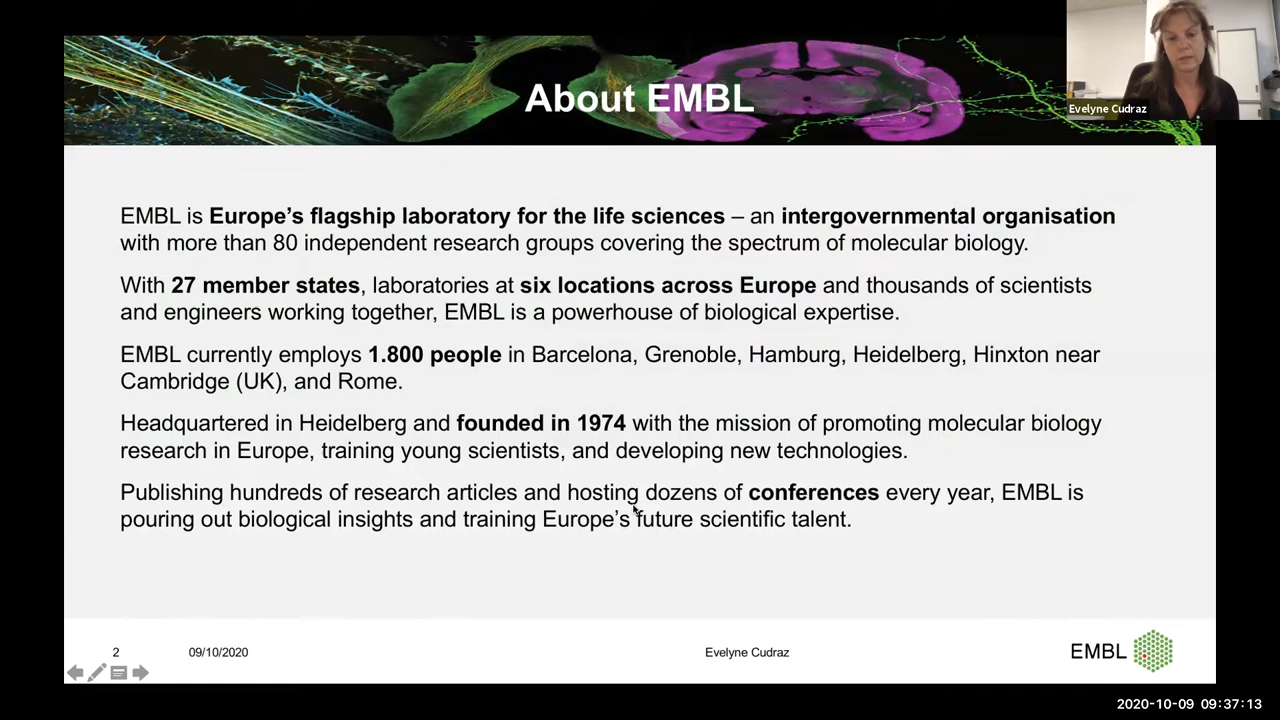 About EMBL
Evelyne Cudraz
EMBL is Europe's flagship laboratory for the life sciences – an intergovernmental organisation
with more than 80 independent research groups covering the spectrum of molecular biology.
With 27 member states, laboratories at six locations across Europe and thousands of scientists
and engineers working together, EMBL is a powerhouse of biological expertise.
EMBL currently employs 1.800 people in Barcelona, Grenoble, Hamburg, Heidelberg, Hinxton near
Cambridge (UK), and Rome.
Headquartered in Heidelberg and founded in 1974 with the mission of promoting molecular biology
research in Europe, training young scientists, and developing new technologies.
Publishing hundreds of research articles and hosting dozens of conferences every year, EMBL is
pouring out biological insights and training Europe's future scientific talent.
2 09/10/2020 Evelyne Cudraz EMBL
2020-10-09 09:37:13